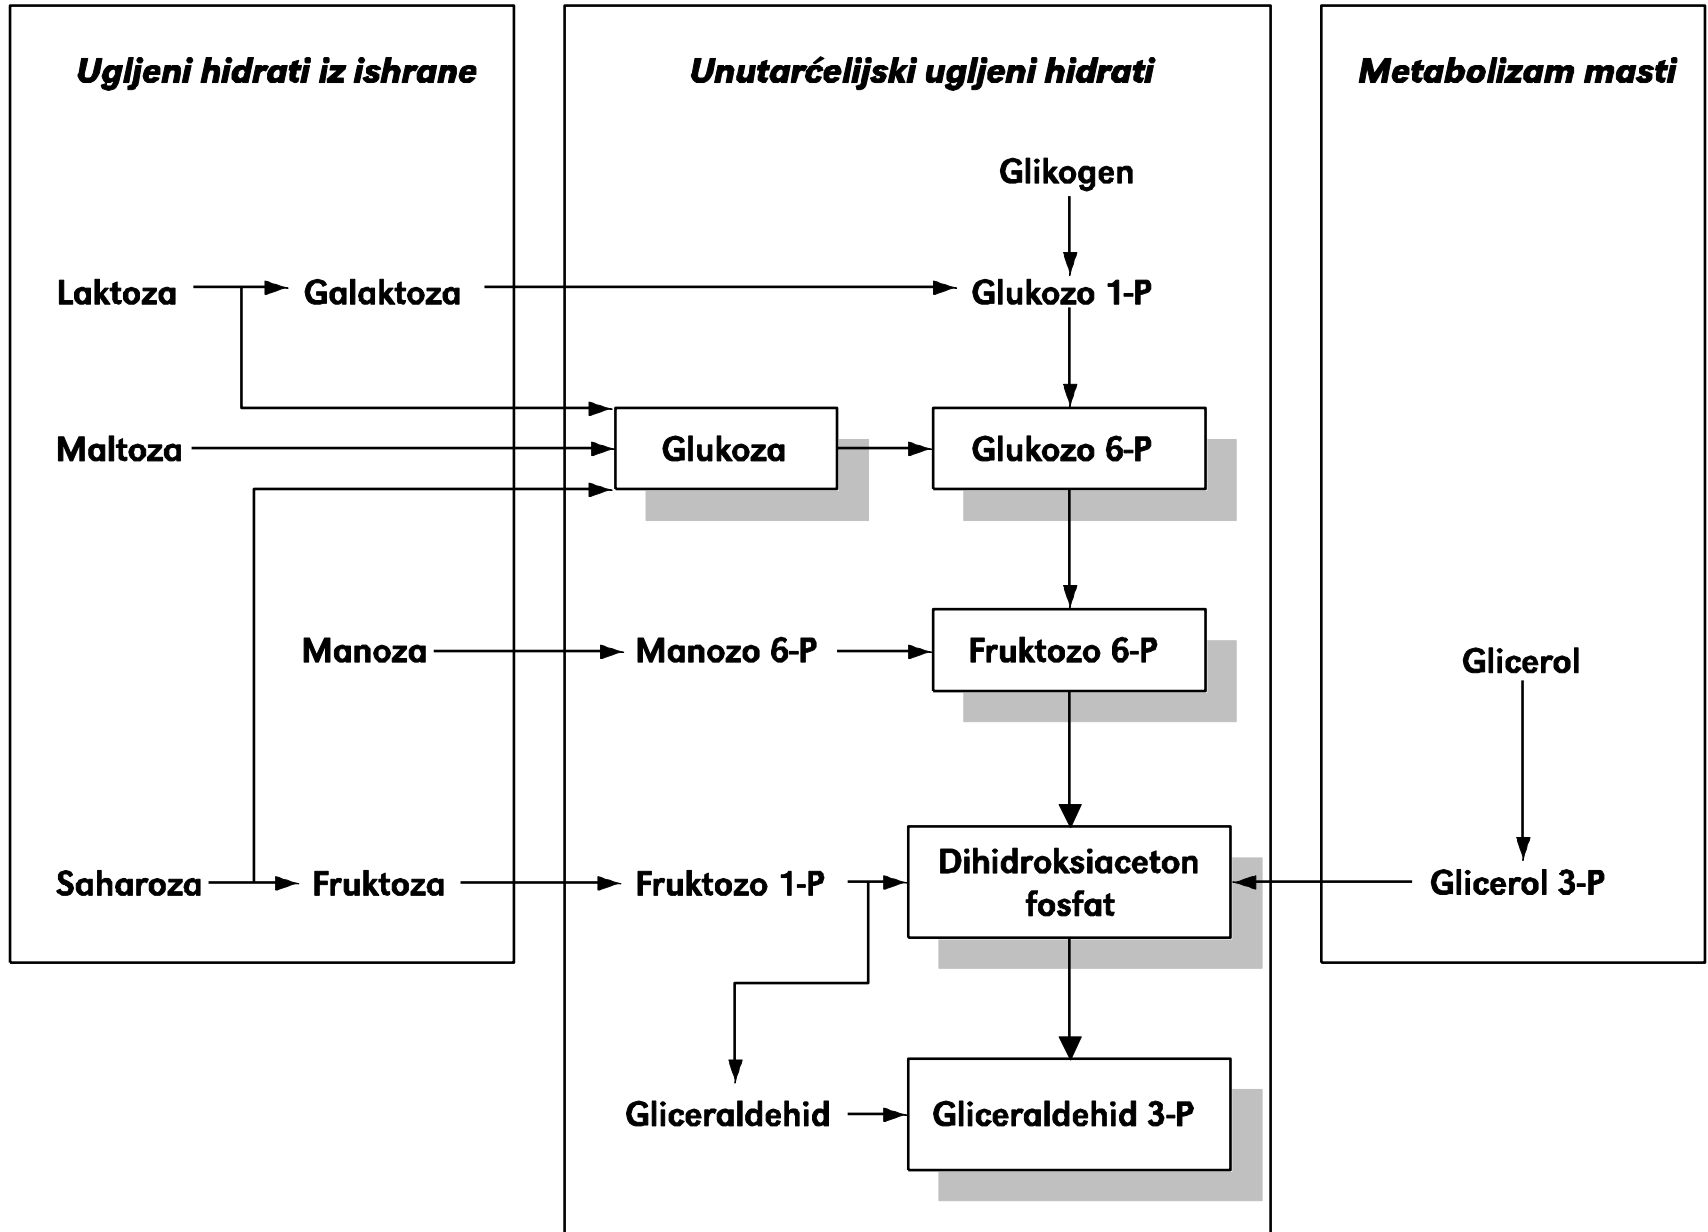 Ugljeni hidrati iz ishrane
Unutarćelijski ugljeni hidrati
Metabolizam masti
Glikogen
Laktoza
Galaktoza
Glukozo 1-P
Maltoza
Glukoza
Glukozo 6-P
Manoza
Manozo 6-P
Fruktozo 6-P
Glicerol
Saharoza
Fruktoza
Fruktozo 1-P
Dihidroksiaceton
fosfat
Glicerol 3-P
Gliceraldehid
Gliceraldehid 3-P